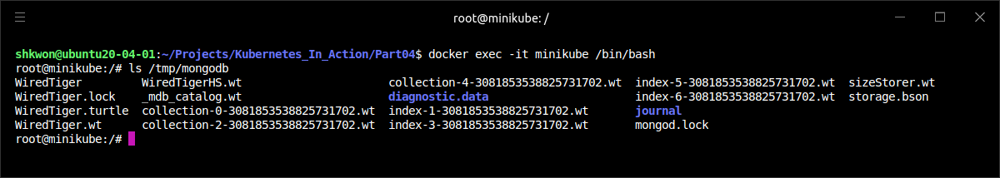 root@minikube: /
shkwon@ubuntu20-04-01:~/Projects/Kubernetes_In_Action/Part04$ docker exec -it minikube /bin/bash
root@minikube:/# ls /tmp/mongodb
WiredTiger         WiredTigerHS.wt                      collection-4-3081853538825731702.wt  index-5-3081853538825731702.wt  sizeStorer.wt
WiredTiger.lock    _mdb_catalog.wt                      diagnostic.data                      index-6-3081853538825731702.wt  storage.bson
WiredTiger.turtle  collection-0-3081853538825731702.wt  index-1-3081853538825731702.wt       journal
WiredTiger.wt      collection-2-3081853538825731702.wt  index-3-3081853538825731702.wt       mongod.lock
root@minikube:/#